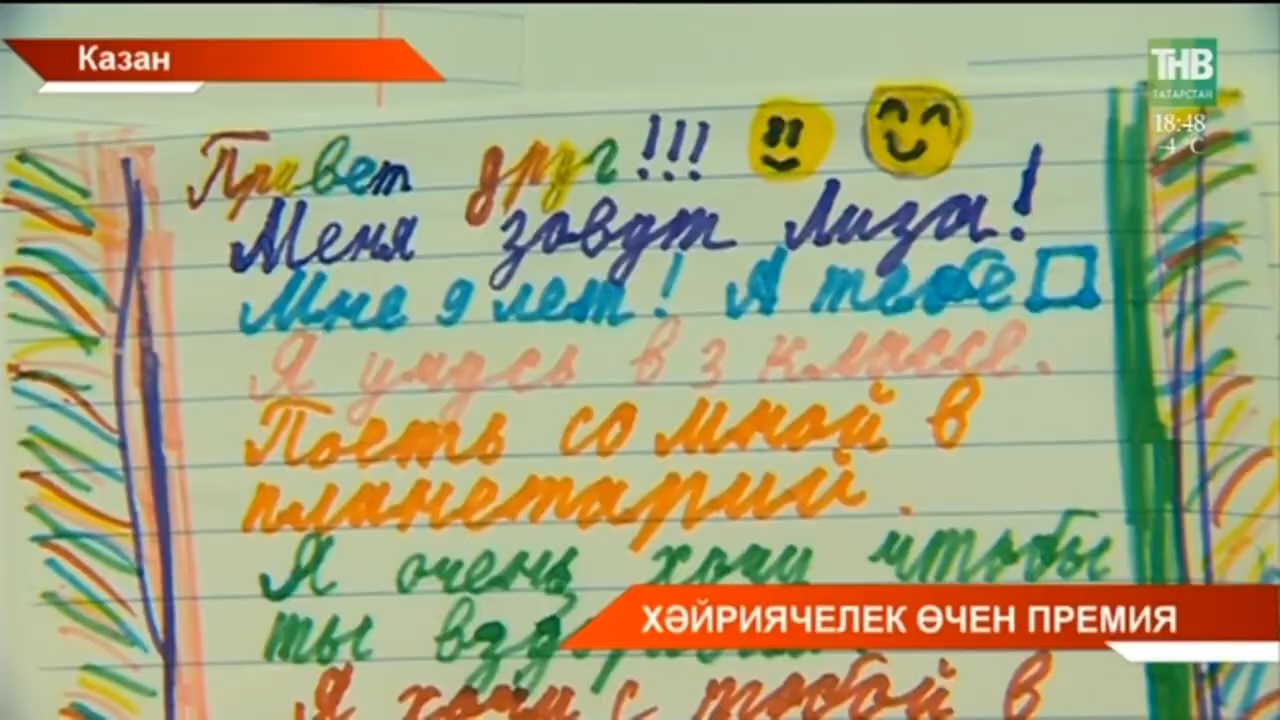 Казан
ТНВ
ТАТАРСТАН
18:48
-4 °C
Привет друг!!!
Меня зовут Лиза!
Мне 9 лет! А тебе
Я учусь в 3 классе.
Поеть со мной в
планетарий.
Я очень хочу чтобы
ты
Я хочу с тобой в
ХӘЙРИЯЧЕЛЕК ӨЧЕН ПРЕМИЯ